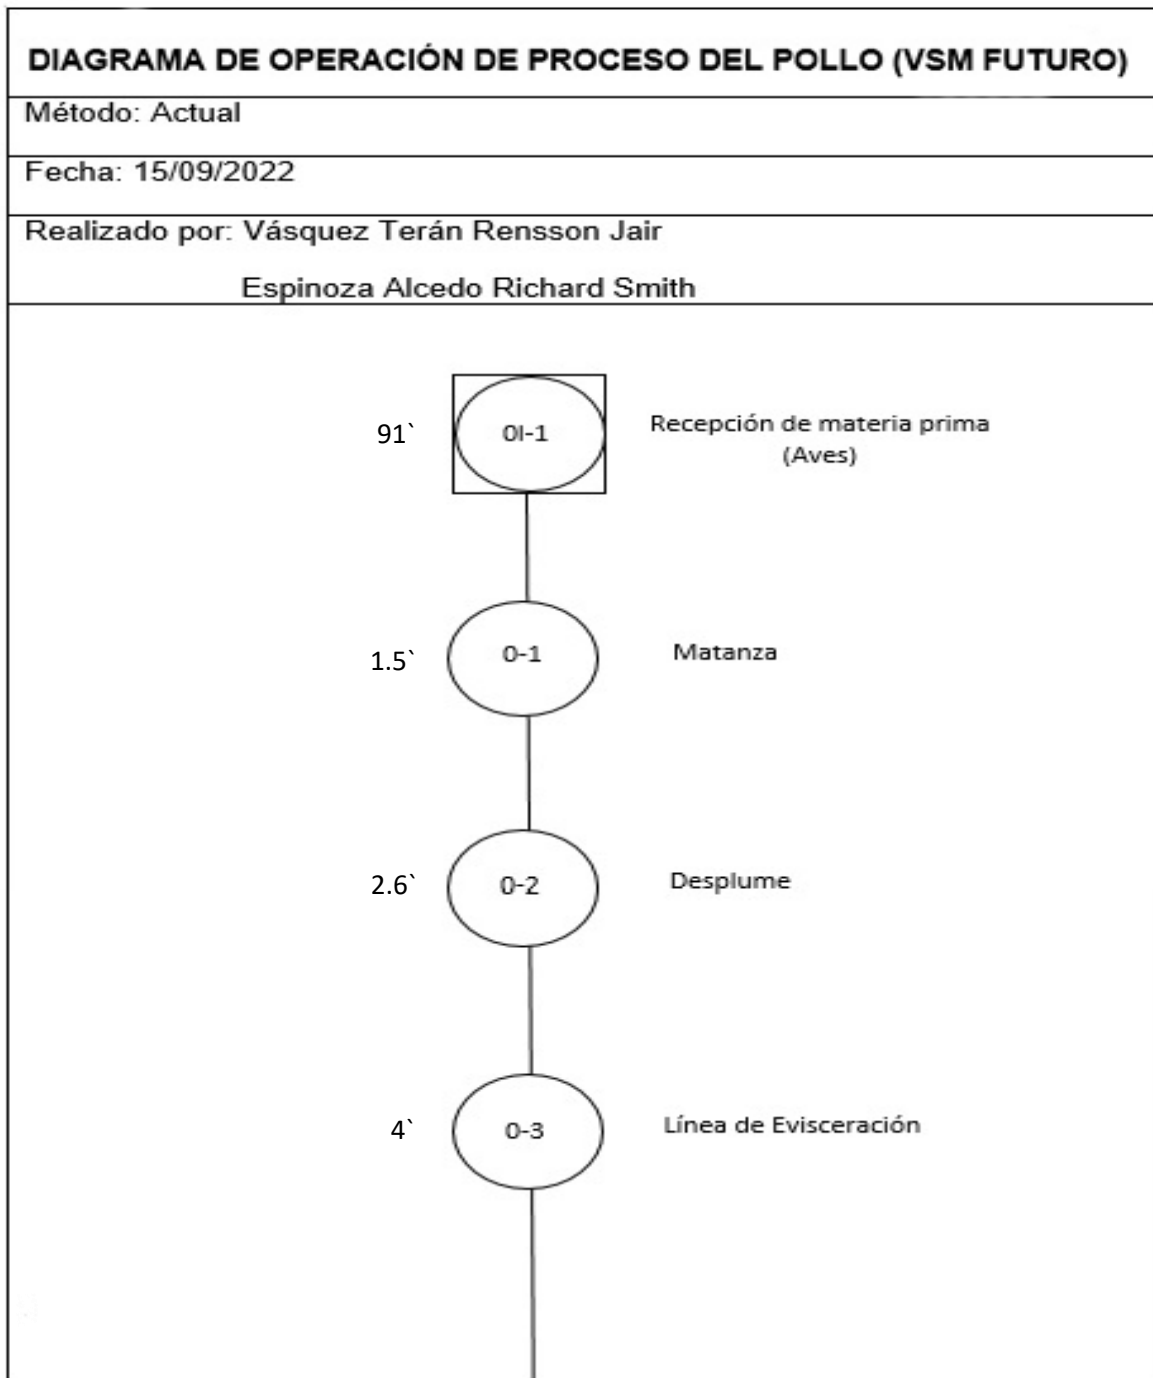 DIAGRAMA DE OPERACIÓN DE PROCESO DEL POLLO (VSM FUTURO)
Método: Actual
Fecha: 15/09/2022
Realizado por: Vásquez Terán Rensson Jair
Espinoza Alcedo Richard Smith
91` 0I-1 Recepción de materia prima
(Aves)
1.5` 0-1 Matanza
2.6` 0-2 Desplume
4` 0-3 Línea de Evisceración